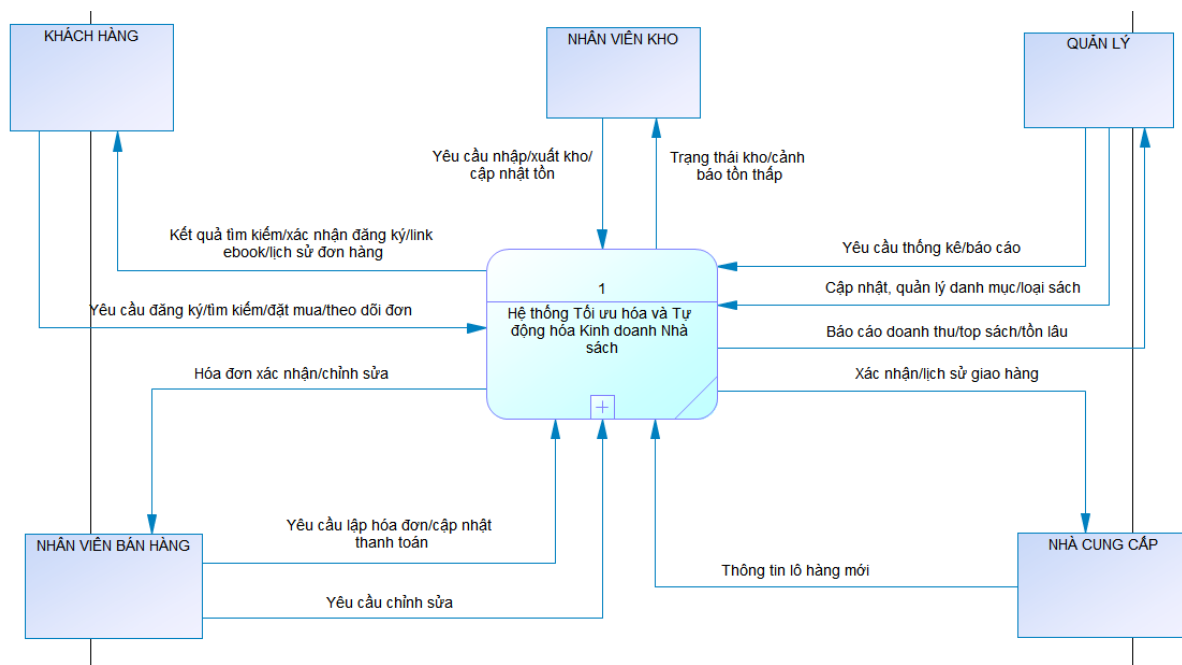 KHÁCH HÀNG
NHÂN VIÊN KHO
QUẢN LÝ
Yêu cầu nhập/xuất kho/
cập nhật tồn
Trạng thái kho/cảnh
báo tồn thấp
Kết quả tìm kiếm/xác nhận đăng ký/link
ebook/lịch sử đơn hàng
Yêu cầu thống kê/báo cáo
1
Cập nhật, quản lý danh mục/loại sách
Yêu cầu đăng ký/tìm kiếm/đặt mua/theo dõi đơn
Hệ thống Tối ưu hóa và Tự
động hóa Kinh doanh Nhà
sách
Báo cáo doanh thu/top sách/tồn lâu
Hóa đơn xác nhận/chỉnh sửa
Xác nhận/lịch sử giao hàng
Yêu cầu lập hóa đơn/cập nhật
thanh toán
NHÂN VIÊN BÁN HÀNG
NHÀ CUNG CẤP
Thông tin lô hàng mới
Yêu cầu chỉnh sửa